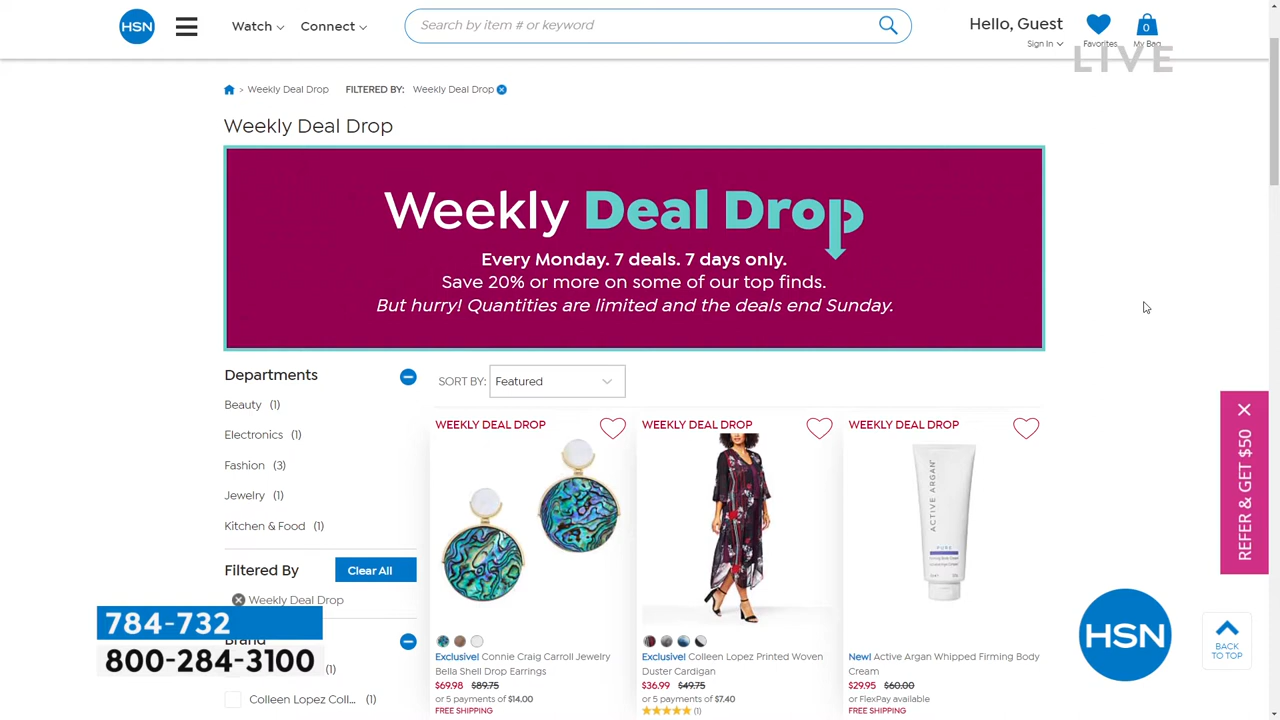 HSN
Watch
Connect
Search by item # or keyword
Hello, Guest
Sign In
Favorites
0
My Bag
LIVE
> Weekly Deal Drop
FILTERED BY:
Weekly Deal Drop
Weekly Deal Drop
Weekly Deal Drop
Every Monday. 7 deals. 7 days only.
Save 20% or more on some of our top finds.
But hurry! Quantities are limited and the deals end Sunday.
Departments
Beauty (1)
Electronics (1)
Fashion (3)
Jewelry (1)
Kitchen & Food (1)
Filtered By
Clear All
Weekly Deal Drop
784-732
Brand
800-284-3100
(1)
Colleen Lopez Coll... (1)
SORT BY:
Featured
WEEKLY DEAL DROP
Exclusive! Connie Craig Carroll Jewelry
Bella Shell Drop Earrings
$69.98 $89.75
or 5 payments of $14.00
FREE SHIPPING
WEEKLY DEAL DROP
Exclusive! Colleen Lopez Printed Woven
Duster Cardigan
$36.99 $49.75
or 5 payments of $7.40
(1)
WEEKLY DEAL DROP
ACTIVE ARGAN
PURE
New! Active Argan Whipped Firming Body
Cream
$29.95 $60.00
or FlexPay available
FREE SHIPPING
REFER & GET $50
HSN
BACK
TO TOP